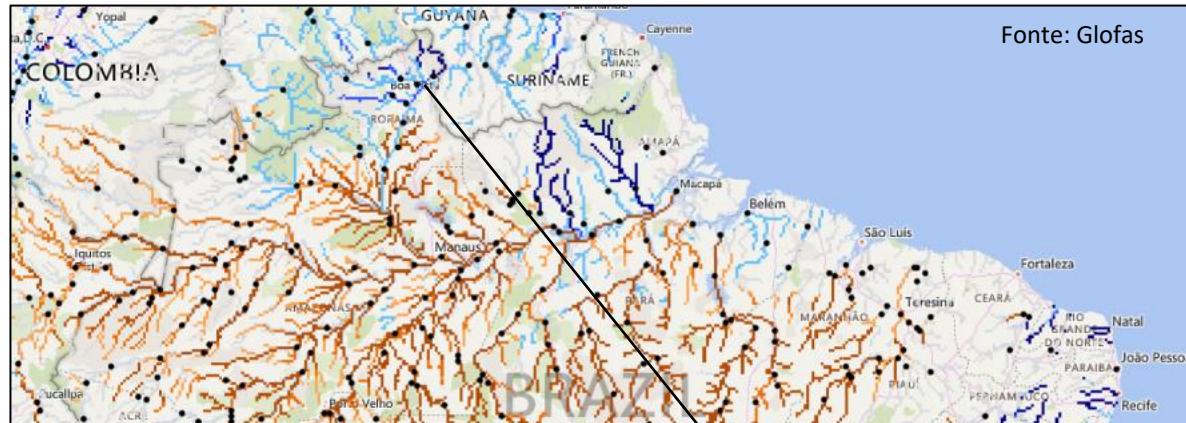 Yopal
GUYANA
Cayenne
Fonte: Glofas
FRENCH
GUIANA
(FR.)
COLOMBIA
SURINAME
RORAIMA
AMAPÁ
Macapá
Belém
São Luís
Manaus
Iquitos
Fortaleza
AMAZONAS
PARÁ
MARANHÃO
Teresina
CEARÁ
RIO
GRANDE
DO NORTE
Natal
João Pesso
PARAIBA
BRAZIL
PIAUÍ
PERNAMBUCO
Recife
Porto Velho
ACRE